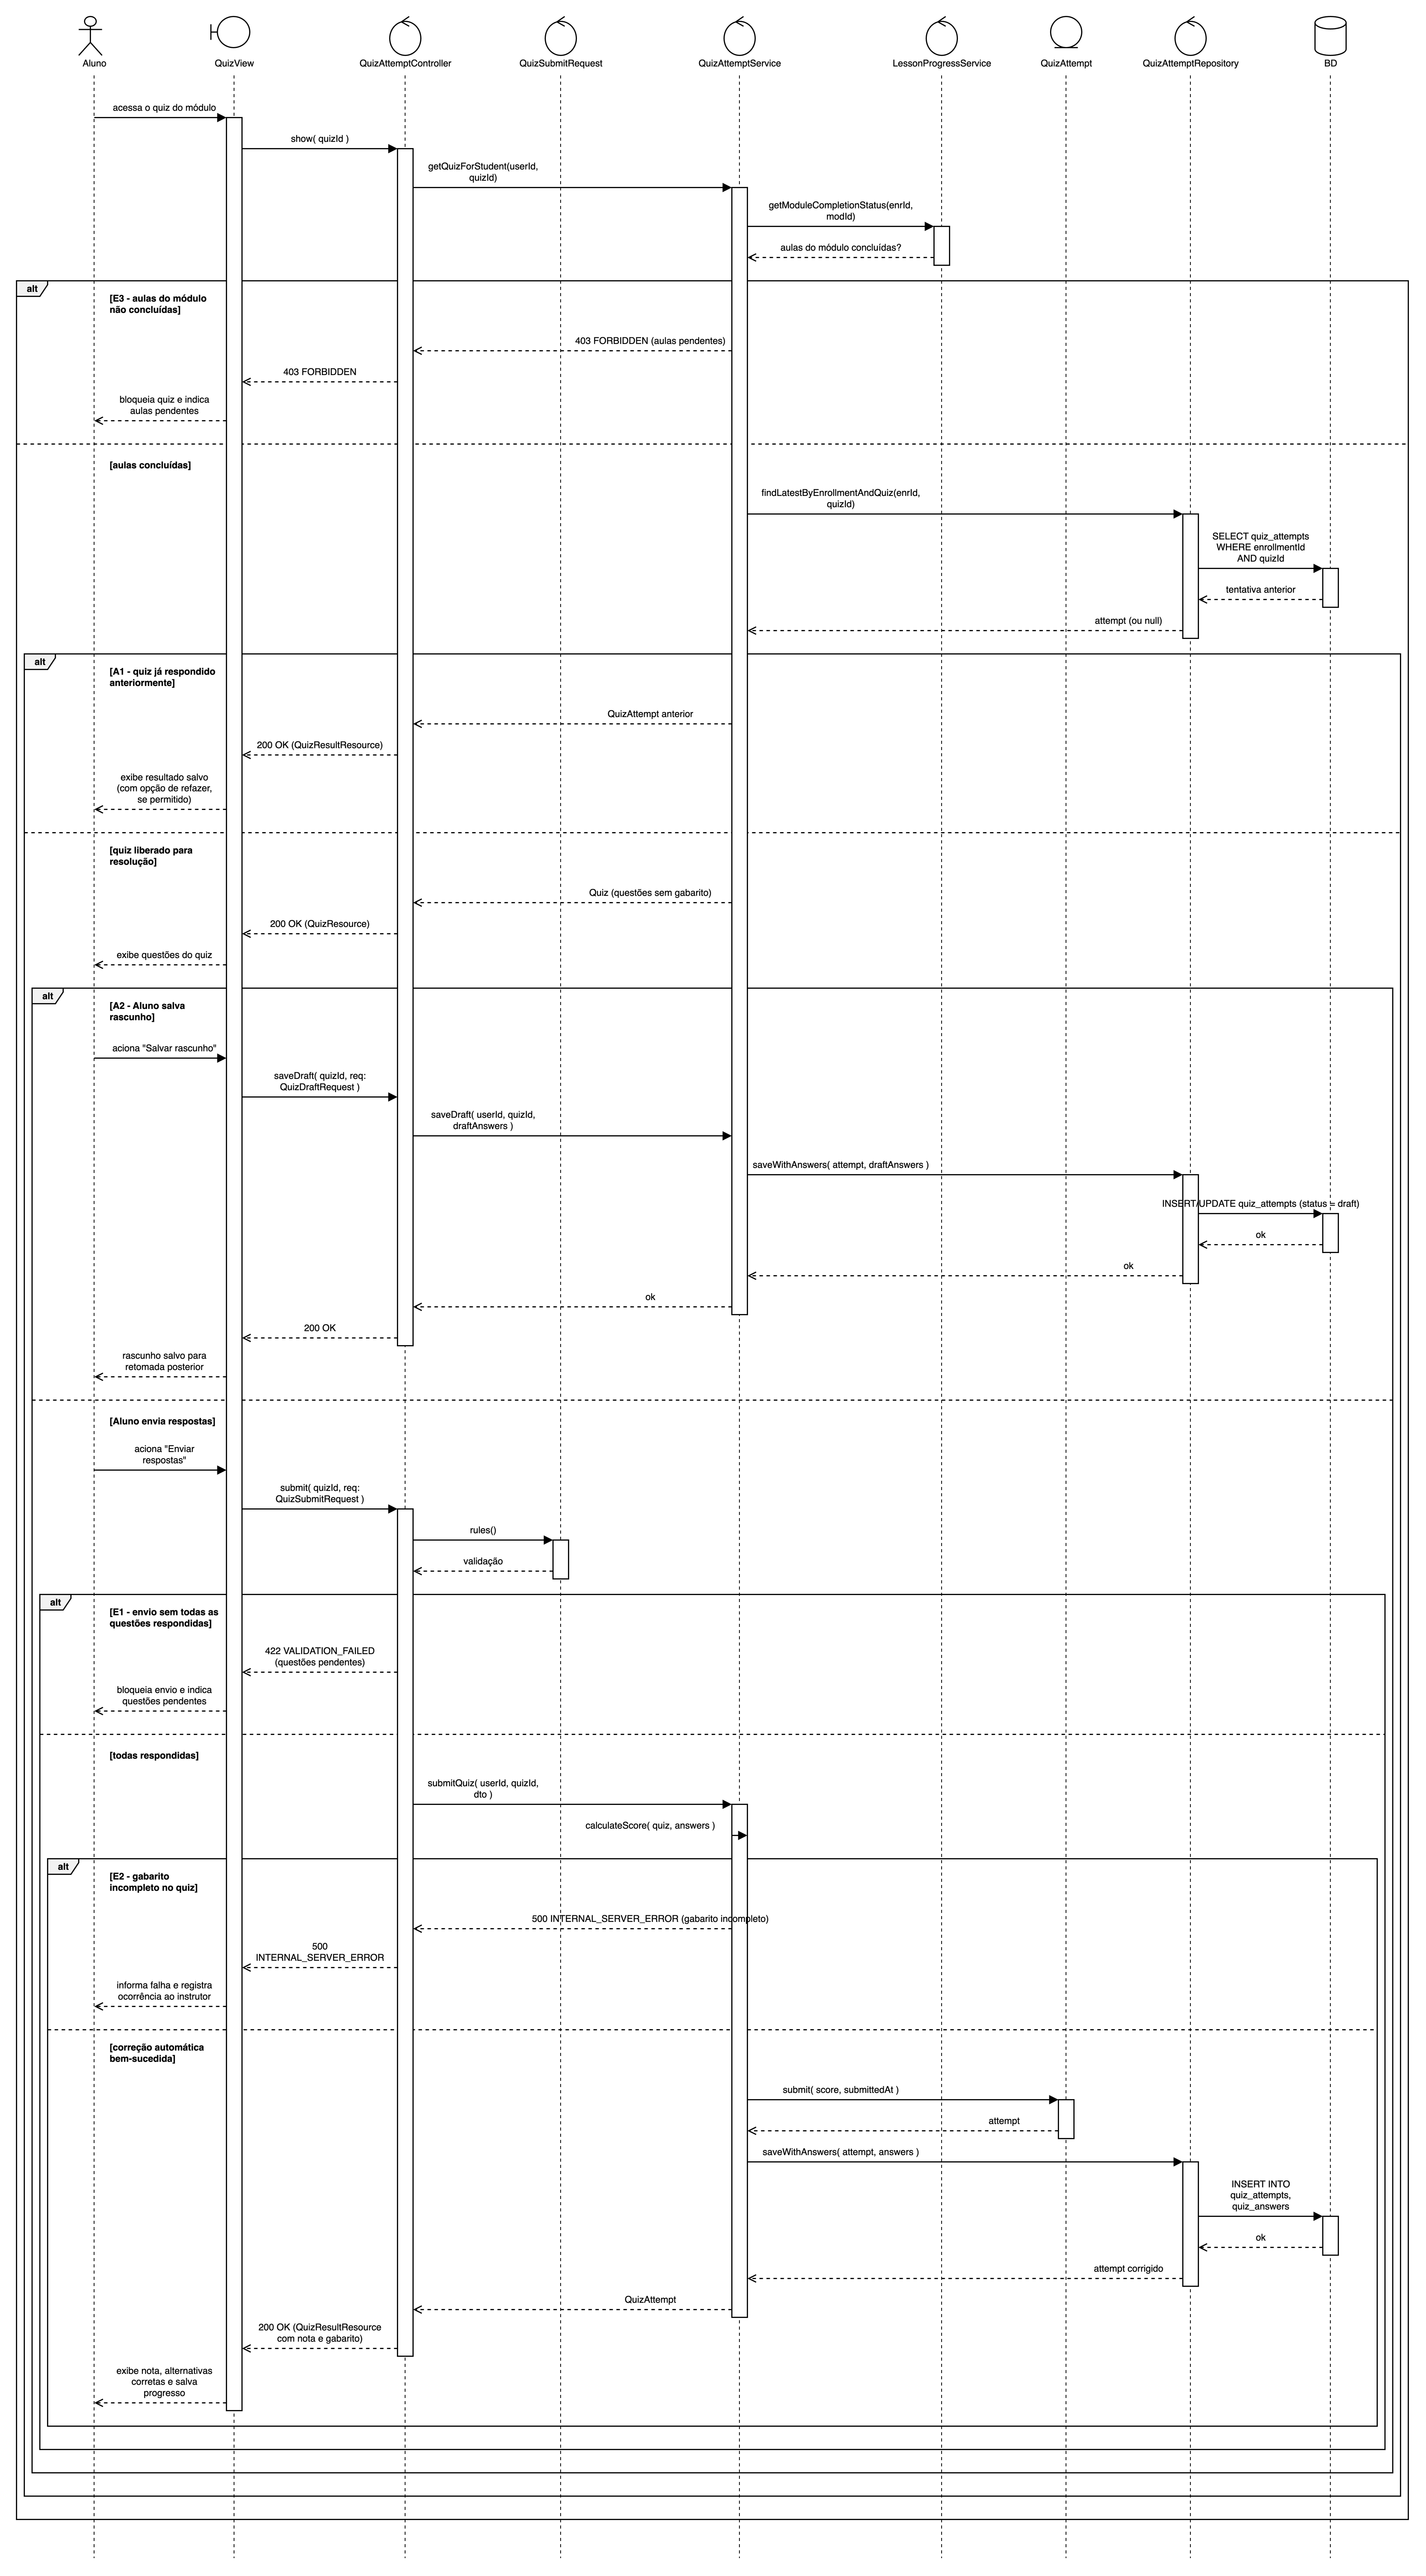 Aluno
QuizView
QuizAttemptController
QuizSubmitRequest
QuizAttemptService
LessonProgressService
QuizAttempt
QuizAttemptRepository
BD
acessa o quiz do módulo
show( quizId )
getQuizForStudent(userId,
quizId)
getModuleCompletionStatus(enrId,
modId)
aulas do módulo concluídas?
alt
[E3 - aulas do módulo
não concluídas]
403 FORBIDDEN (aulas pendentes)
403 FORBIDDEN
bloqueia quiz e indica
aulas pendentes
[aulas concluídas]
findLatestByEnrollmentAndQuiz(enrId,
quizId)
SELECT quiz_attempts
WHERE enrollmentId
AND quizId
tentativa anterior
attempt (ou null)
alt
[A1 - quiz já respondido
anteriormente]
QuizAttempt anterior
200 OK (QuizResultResource)
exibe resultado salvo
(com opção de refazer,
se permitido)
[quiz liberado para
resolução]
Quiz (questões sem gabarito)
200 OK (QuizResource)
exibe questões do quiz
alt
[A2 - Aluno salva
rascunho]
aciona "Salvar rascunho"
saveDraft( quizId, req:
QuizDraftRequest )
saveDraft( userId, quizId,
draftAnswers )
saveWithAnswers( attempt, draftAnswers )
INSERT/UPDATE quiz_attempts (status = draft)
ok
ok
ok
200 OK
rascunho salvo para
retomada posterior
[Aluno envia respostas]
aciona "Enviar
respostas"
submit( quizId, req:
QuizSubmitRequest )
rules()
validação
alt
[E1 - envio sem todas as
questões respondidas]
422 VALIDATION_FAILED
(questões pendentes)
bloqueia envio e indica
questões pendentes
[todas respondidas]
submitQuiz( userId, quizId,
dto )
calculateScore( quiz, answers )
alt
[E2 - gabarito
incompleto no quiz]
500 INTERNAL_SERVER_ERROR (gabarito incompleto)
500
INTERNAL_SERVER_ERROR
informa falha e registra
ocorrência ao instrutor
[correção automática
bem-sucedida]
submit( score, submittedAt )
attempt
saveWithAnswers( attempt, answers )
INSERT INTO
quiz_attempts,
quiz_answers
ok
attempt corrigido
QuizAttempt
200 OK (QuizResultResource
com nota e gabarito)
exibe nota, alternativas
corretas e salva
progresso